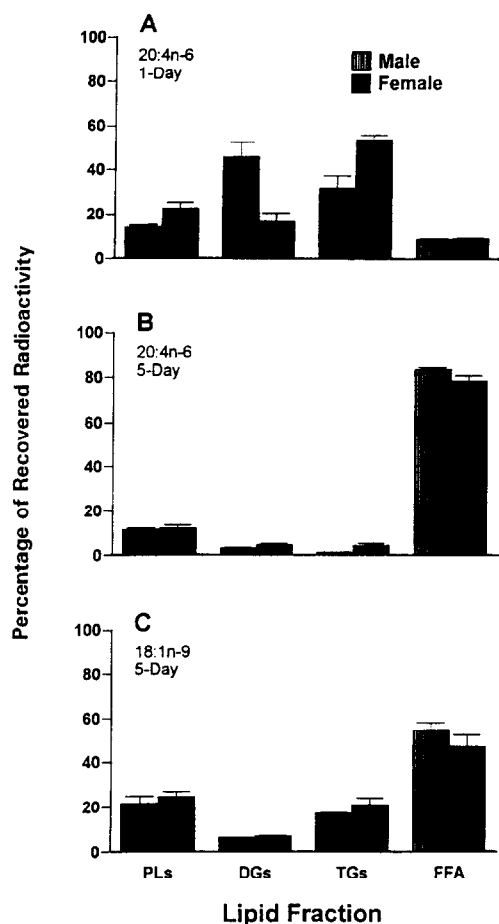 A
20:4n-6
1-Day
Male
Female
100
80
60
40
20
0
B
20:4n-6
5-Day
100
80
60
40
20
0
C
18:1n-9
5-Day
100
80
60
40
20
0
Percentage of Recovered Radioactivity
PLs DGs TGs FFA
Lipid Fraction